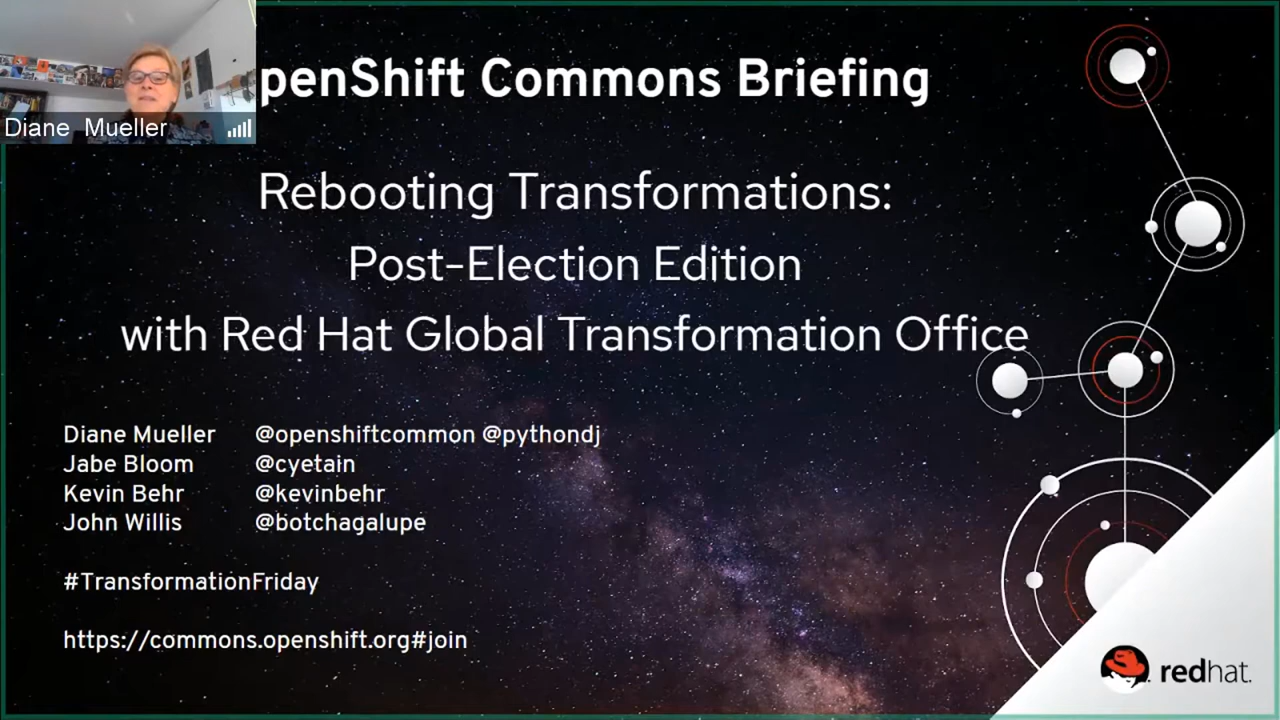 penShift Commons Briefing
Diane Mueller
Rebooting Transformations:
Post-Election Edition
with Red Hat Global Transformation Office
Diane Mueller @openshiftcommon @pythondj
Jabe Bloom @cyetain
Kevin Behr @kevinbehr
John Willis @botchagalupe
#TransformationFriday
https://commons.openshift.org#join
redhat.